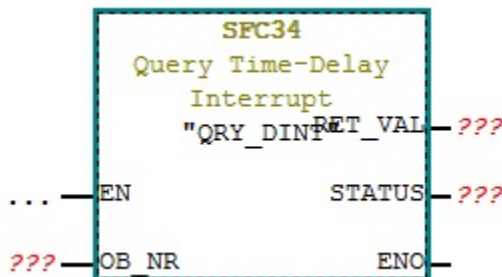 SFC34
Query Time-Delay
Interrupt
"QRY_DINT" RET_VAL ???
... EN STATUS ???
??? OB_NR ENO